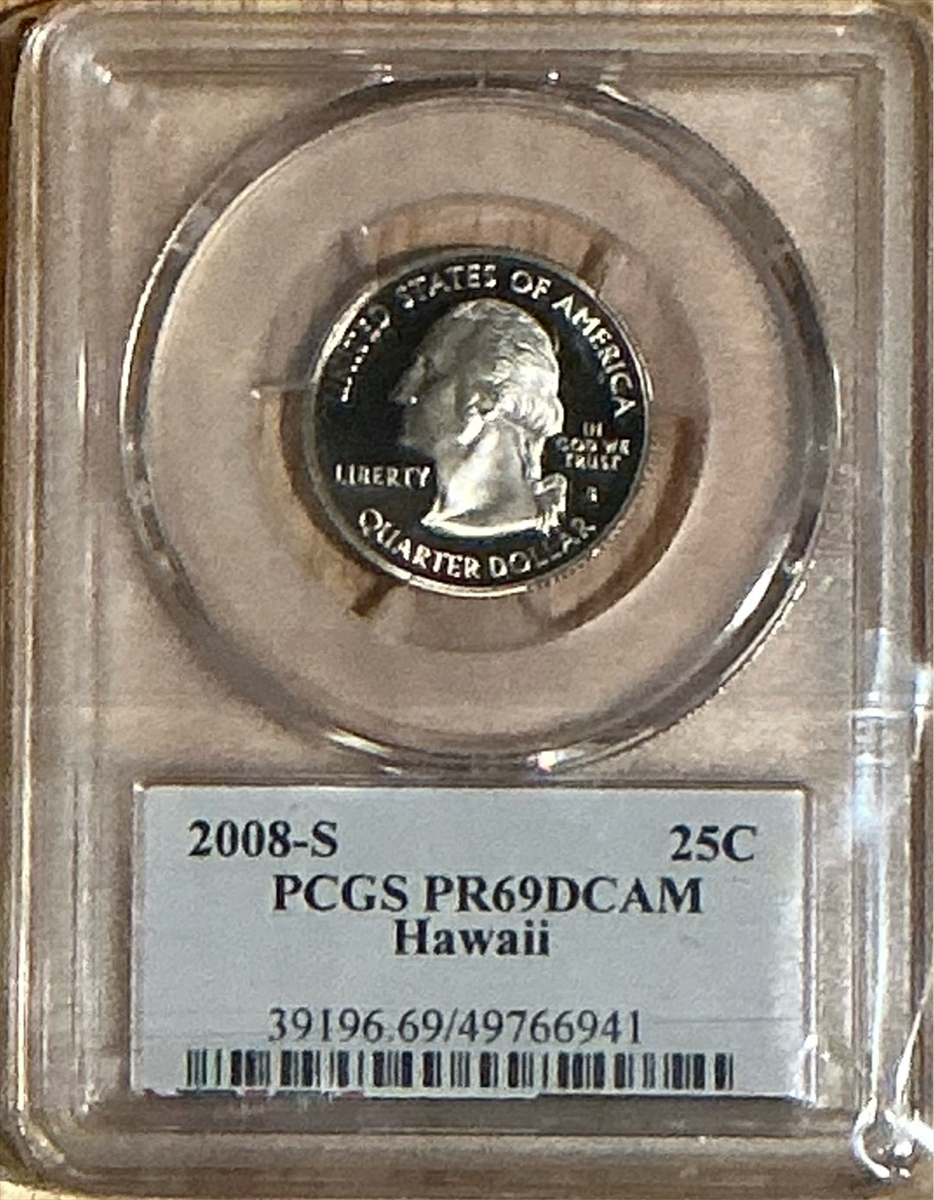 UNITED STATES OF AMERICA
LIBERTY
IN
GOD WE
TRUST
S
QUARTER DOLLAR
2008-S 25C
PCGS PR69DCAM
Hawaii
39196.69/49766941